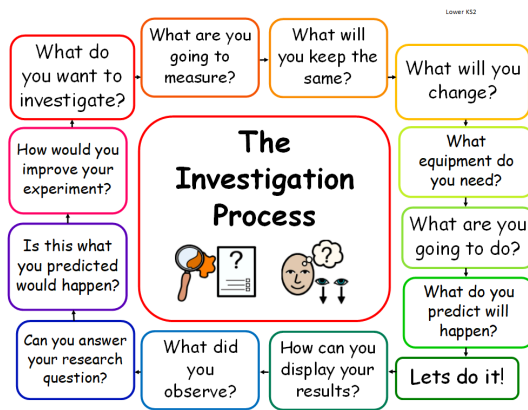 Lower KS2
What do
you want to
investigate?
What are you
going to
measure?
What will
you keep the
same?
What will you
change?
What
equipment do
you need?
What are you
going to do?
What do you
predict will
happen?
Lets do it!
How can you
display your
results?
What did
you
observe?
Can you answer
your research
question?
Is this what
you predicted
would happen?
How would you
improve your
experiment?
The
Investigation
Process
?
?